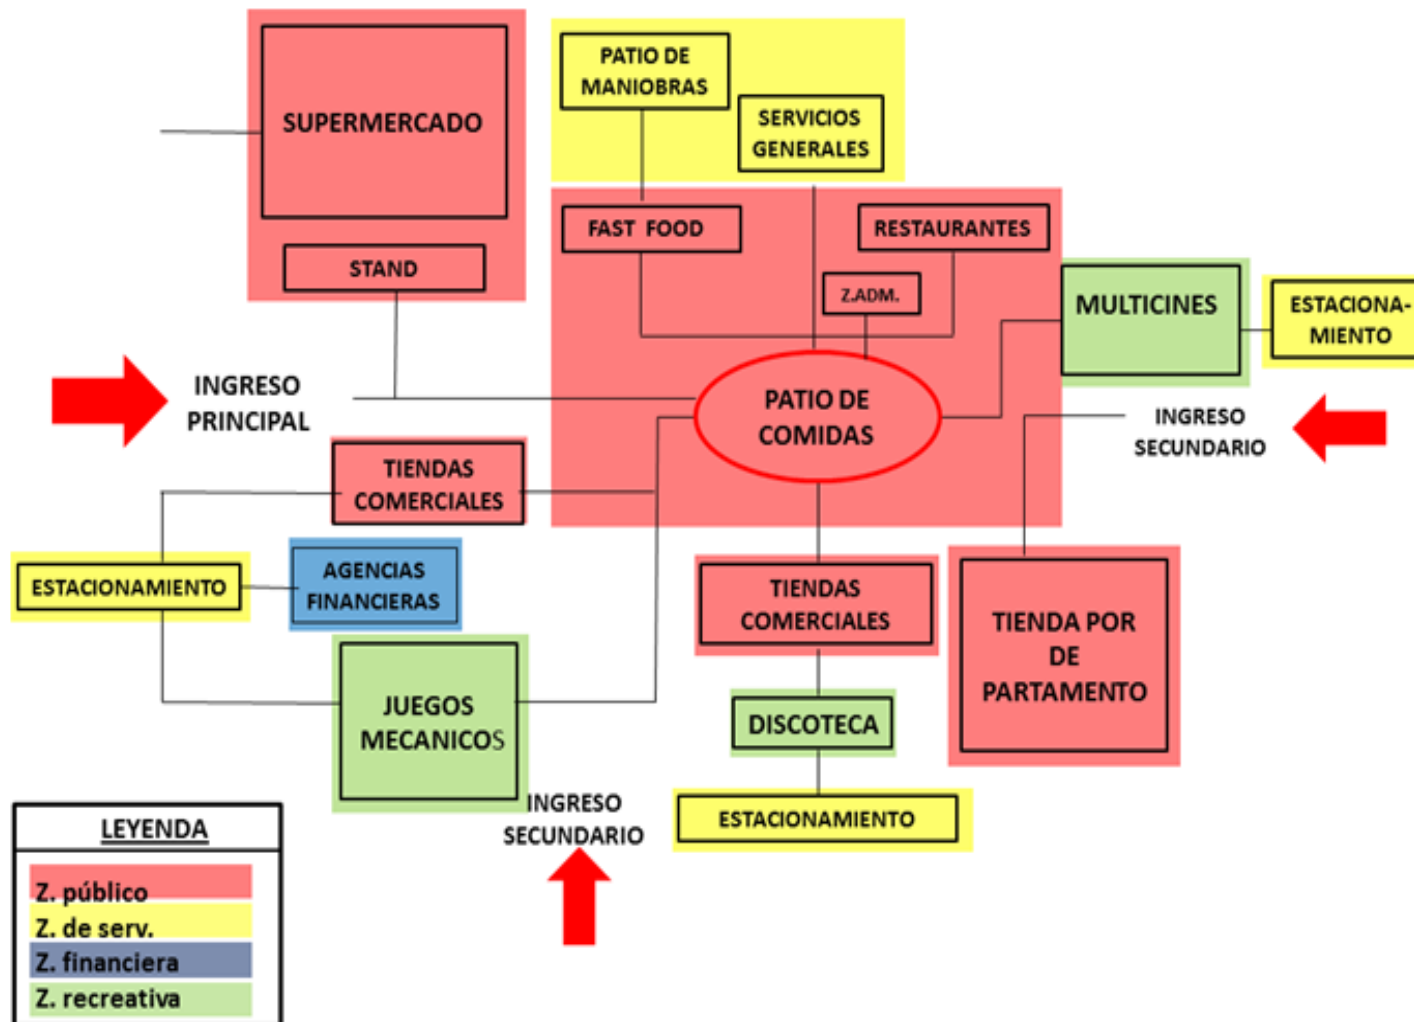 SUPERMERCADO
STAND
PATIO DE
MANIOBRAS
SERVICIOS
GENERALES
FAST FOOD
RESTAURANTES
Z.ADM.
MULTICINES
ESTACIONA-
MIENTO
INGRESO
PRINCIPAL
PATIO DE
COMIDAS
INGRESO
SECUNDARIO
TIENDAS
COMERCIALES
ESTACIONAMIENTO
AGENCIAS
FINANCIERAS
TIENDAS
COMERCIALES
TIENDA POR
DE
PARTAMENTO
JUEGOS
MECANICOS
DISCOTECA
INGRESO
SECUNDARIO
ESTACIONAMIENTO
LEYENDA
Z. público
Z. de serv.
Z. financiera
Z. recreativa